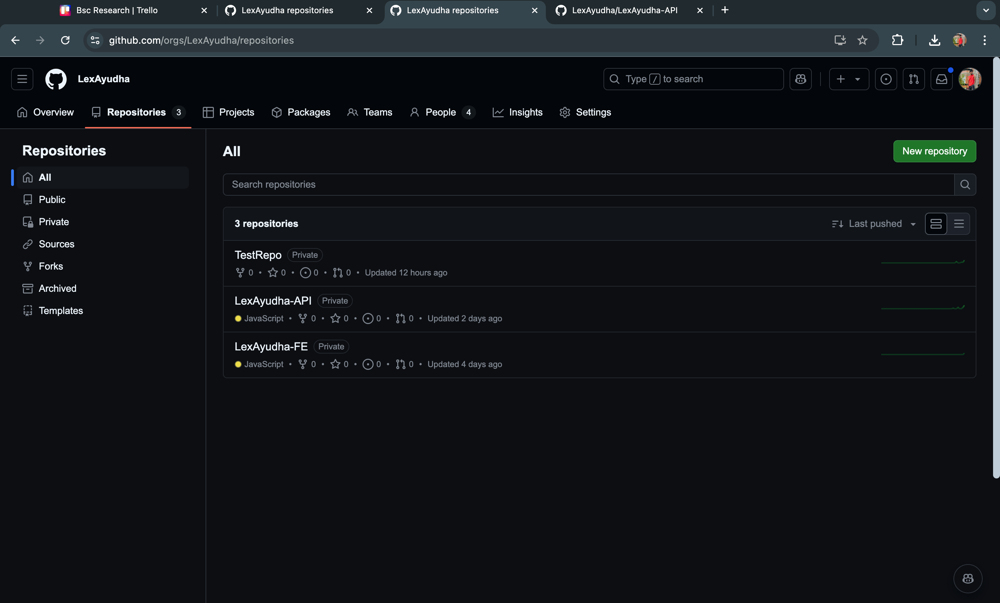 Bsc Research | Trello
LexAyudha repositories
LexAyudha repositories
LexAyudha/LexAyudha-API
github.com/orgs/LexAyudha/repositories
LexAyudha
Type / to search
Overview
Repositories 3
Projects
Packages
Teams
People 4
Insights
Settings
Repositories
All
Public
Private
Sources
Forks
Archived
Templates
All
New repository
Search repositories
3 repositories
Last pushed
TestRepo Private
0 • 0 • 0 • 0 • Updated 12 hours ago
LexAyudha-API Private
JavaScript • 0 • 0 • 0 • 0 • Updated 2 days ago
LexAyudha-FE Private
JavaScript • 0 • 0 • 0 • 0 • Updated 4 days ago